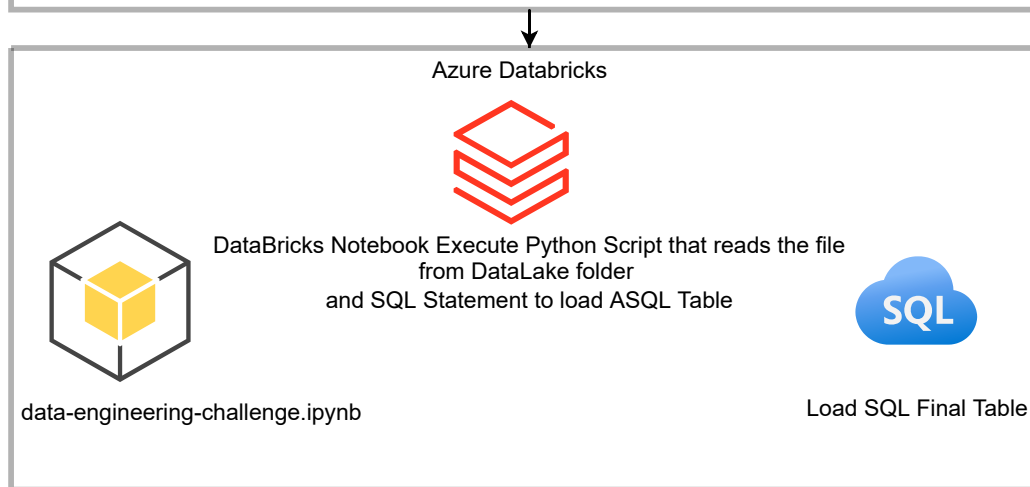 Azure Databricks
DataBricks Notebook Execute Python Script that reads the file
from DataLake folder
and SQL Statement to load ASQL Table
SQL
data-engineering-challenge.ipynb
Load SQL Final Table